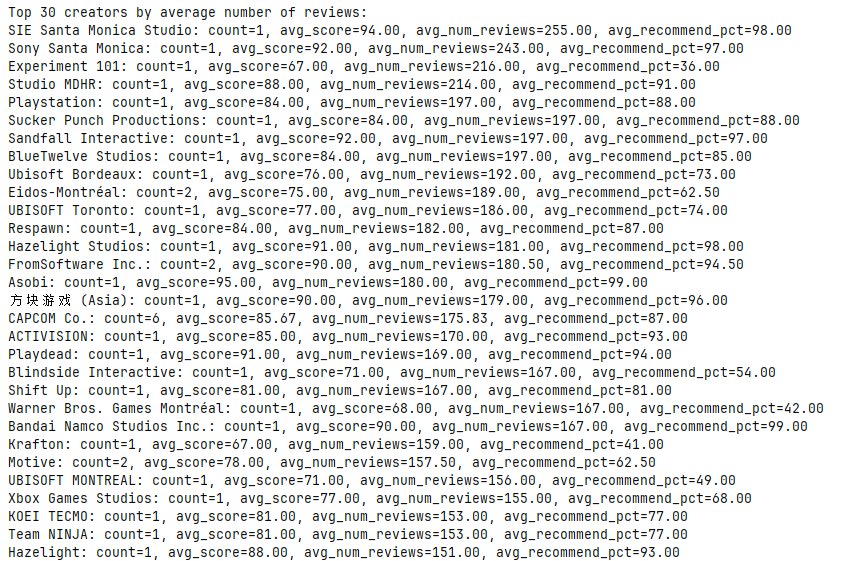 Top 30 creators by average number of reviews:
SIE Santa Monica Studio: count=1, avg_score=94.00, avg_num_reviews=255.00, avg_recommend_pct=98.00
Sony Santa Monica: count=1, avg_score=92.00, avg_num_reviews=243.00, avg_recommend_pct=97.00
Experiment 101: count=1, avg_score=67.00, avg_num_reviews=216.00, avg_recommend_pct=36.00
Studio MDHR: count=1, avg_score=88.00, avg_num_reviews=214.00, avg_recommend_pct=91.00
Playstation: count=1, avg_score=84.00, avg_num_reviews=197.00, avg_recommend_pct=88.00
Sucker Punch Productions: count=1, avg_score=84.00, avg_num_reviews=197.00, avg_recommend_pct=88.00
Sandfall Interactive: count=1, avg_score=92.00, avg_num_reviews=197.00, avg_recommend_pct=97.00
BlueTwelve Studios: count=1, avg_score=84.00, avg_num_reviews=197.00, avg_recommend_pct=85.00
Ubisoft Bordeaux: count=1, avg_score=76.00, avg_num_reviews=192.00, avg_recommend_pct=73.00
Eidos-Montréal: count=2, avg_score=75.00, avg_num_reviews=189.00, avg_recommend_pct=62.50
UBISOFT Toronto: count=1, avg_score=77.00, avg_num_reviews=186.00, avg_recommend_pct=74.00
Respawn: count=1, avg_score=84.00, avg_num_reviews=182.00, avg_recommend_pct=87.00
Hazelight Studios: count=1, avg_score=91.00, avg_num_reviews=181.00, avg_recommend_pct=98.00
FromSoftware Inc.: count=2, avg_score=90.00, avg_num_reviews=180.50, avg_recommend_pct=94.50
Asobi: count=1, avg_score=95.00, avg_num_reviews=180.00, avg_recommend_pct=99.00
方块游戏 (Asia): count=1, avg_score=90.00, avg_num_reviews=179.00, avg_recommend_pct=96.00
CAPCOM Co.: count=6, avg_score=85.67, avg_num_reviews=175.83, avg_recommend_pct=87.00
ACTIVISION: count=1, avg_score=85.00, avg_num_reviews=170.00, avg_recommend_pct=93.00
Playdead: count=1, avg_score=91.00, avg_num_reviews=169.00, avg_recommend_pct=94.00
Blindside Interactive: count=1, avg_score=71.00, avg_num_reviews=167.00, avg_recommend_pct=54.00
Shift Up: count=1, avg_score=81.00, avg_num_reviews=167.00, avg_recommend_pct=81.00
Warner Bros. Games Montréal: count=1, avg_score=68.00, avg_num_reviews=167.00, avg_recommend_pct=42.00
Bandai Namco Studios Inc.: count=1, avg_score=90.00, avg_num_reviews=167.00, avg_recommend_pct=99.00
Krafton: count=1, avg_score=67.00, avg_num_reviews=159.00, avg_recommend_pct=41.00
Motive: count=2, avg_score=78.00, avg_num_reviews=157.50, avg_recommend_pct=62.50
UBISOFT MONTREAL: count=1, avg_score=71.00, avg_num_reviews=156.00, avg_recommend_pct=49.00
Xbox Games Studios: count=1, avg_score=77.00, avg_num_reviews=155.00, avg_recommend_pct=68.00
KOEI TECMO: count=1, avg_score=81.00, avg_num_reviews=153.00, avg_recommend_pct=77.00
Team NINJA: count=1, avg_score=81.00, avg_num_reviews=153.00, avg_recommend_pct=77.00
Hazelight: count=1, avg_score=88.00, avg_num_reviews=151.00, avg_recommend_pct=93.00